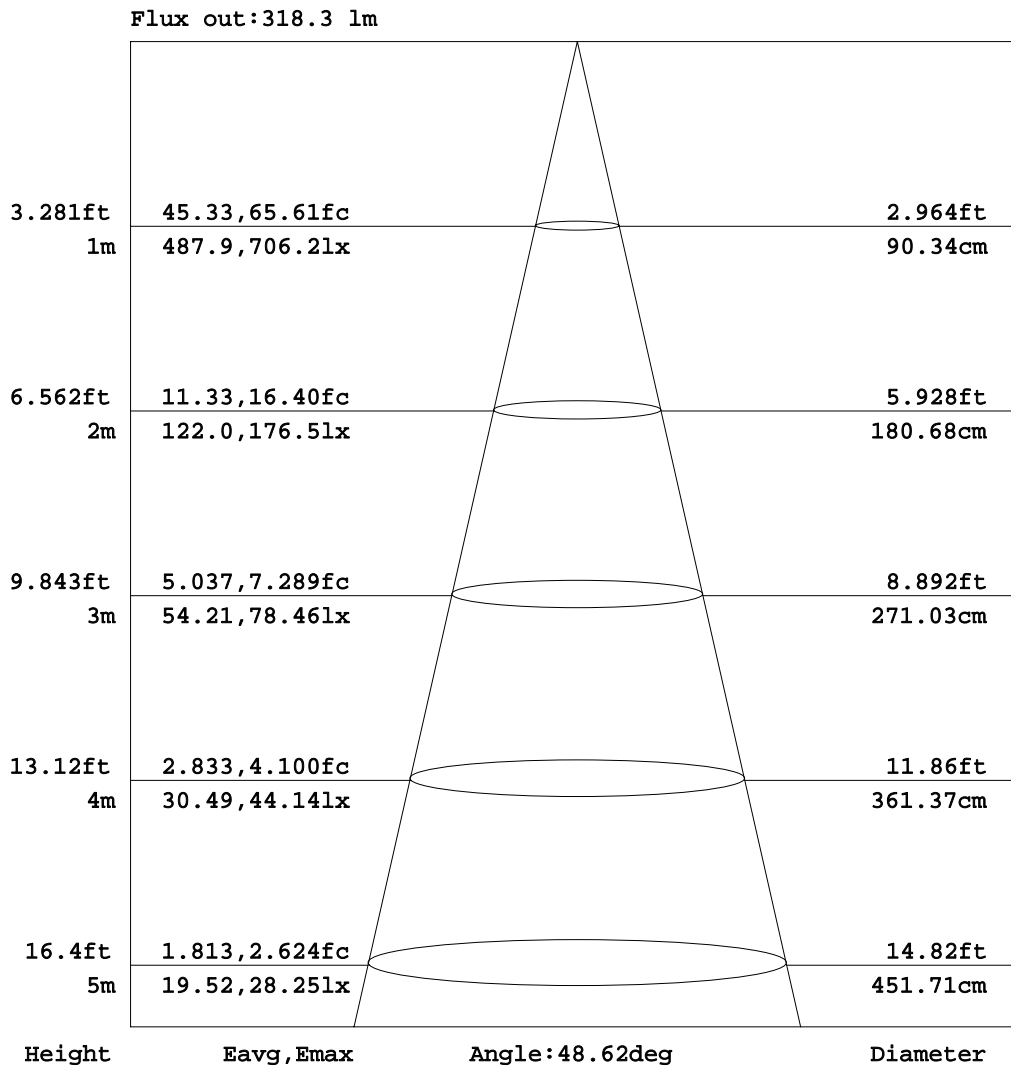 Flux out:318.3 lm
3.281ft 45.33,65.61fc 2.964ft
1m 487.9,706.2lx 90.34cm
6.562ft 11.33,16.40fc 5.928ft
2m 122.0,176.5lx 180.68cm
9.843ft 5.037,7.289fc 8.892ft
3m 54.21,78.46lx 271.03cm
13.12ft 2.833,4.100fc 11.86ft
4m 30.49,44.14lx 361.37cm
16.4ft 1.813,2.624fc 14.82ft
5m 19.52,28.25lx 451.71cm
Height Eavg,Emax Angle:48.62deg Diameter